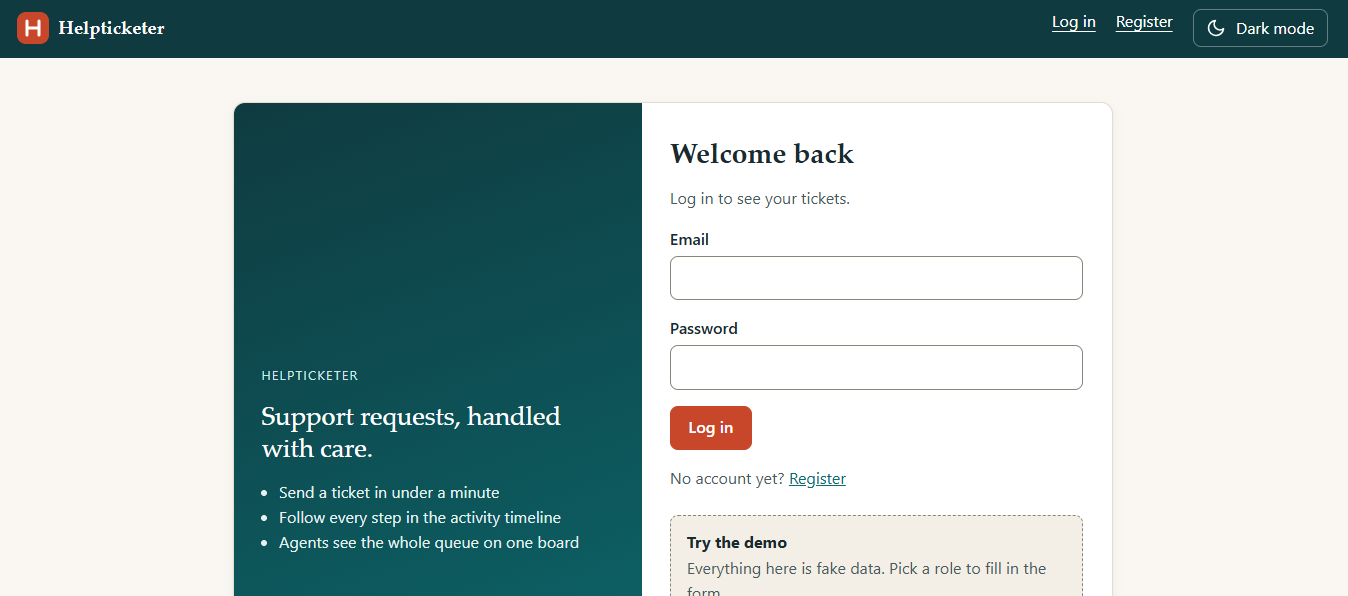 H Helpticketer
Log in Register Dark mode
HELPTICKETER
Support requests, handled
with care.
Send a ticket in under a minute
Follow every step in the activity timeline
Agents see the whole queue on one board
Welcome back
Log in to see your tickets.
Email
Password
Log in
No account yet? Register
Try the demo
Everything here is fake data. Pick a role to fill in the
form.